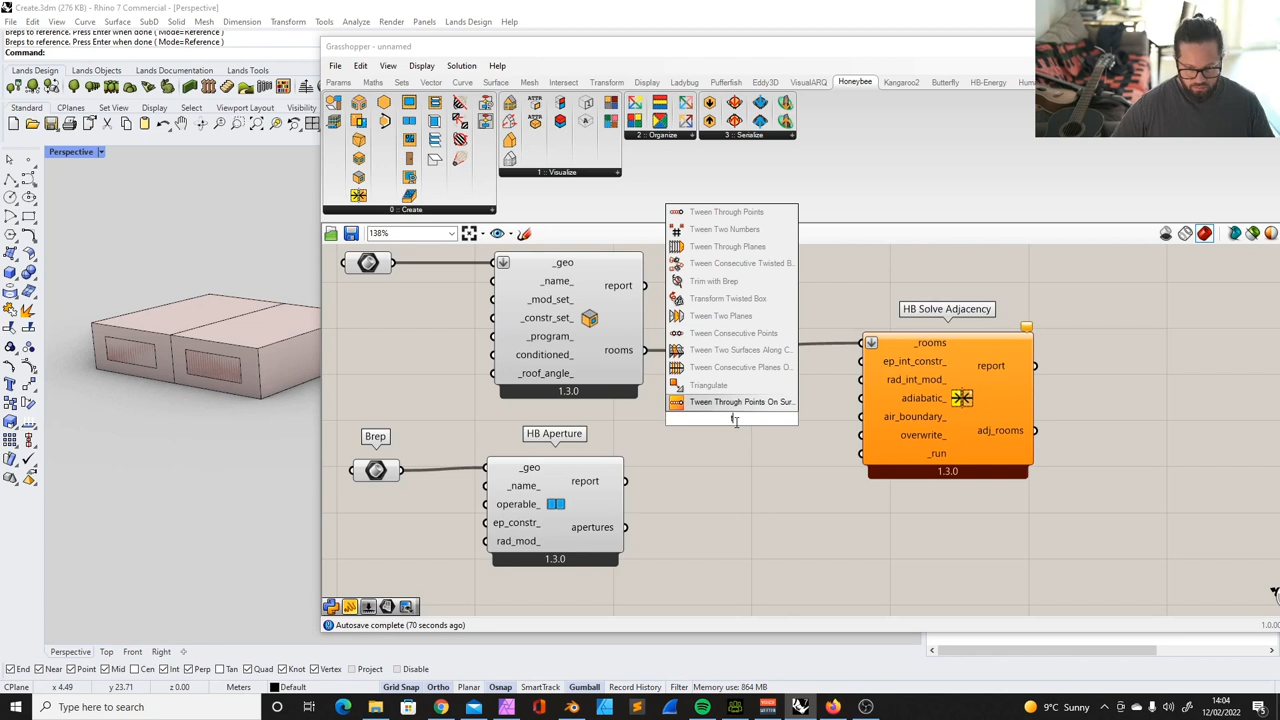 Create.3dm (276 KB) - Rhino 7 Commercial - [Perspective]
File Edit View Curve Surface SubD Solid Mesh Dimension Transform Tools Analyze Render Panels Lands Design Help
Breps to reference. Press Enter when done ( Mode=Reference )
Breps to reference. Press Enter when done ( Mode=Reference )
Command:
Lands Design Lands Objects Lands Documentation Lands Tools
Standard CPlanes Set View Display Select Viewport Layout Visibility
Perspective
Grasshopper - unnamed
File Edit View Display Solution Help
Params Maths Sets Vector Curve Surface Mesh Intersect Transform Display Ladybug Pufferfish Eddy3D VisualARQ Honeybee Kangaroo2 Butterfly HB-Energy
ATTR ATTR
0 :: Create
1 :: Visualize
2 :: Organize
3 :: Serialize
138%
_geo
_name_
_mod_set_
_constr_set_
_program_
conditioned_
_roof_angle_
report
rooms
1.3.0
Brep
HB Aperture
_geo
_name_
operable_
ep_constr_
rad_mod_
report
apertures
1.3.0
Tween Through Points
Tween Two Numbers
Tween Through Planes
Tween Consecutive Twisted B...
Trim with Brep
Transform Twisted Box
Tween Two Planes
Tween Consecutive Points
Tween Two Surfaces Along C...
Tween Consecutive Planes O...
Triangulate
Tween Through Points On Sur...
t
HB Solve Adjacency
_rooms
ep_int_constr_
rad_int_mod_
adiabatic_
air_boundary_
overwrite_
_run
report
adj_rooms
1.3.0
Autosave complete (70 seconds ago)
Perspective Top Front Right
End Near Point Mid Cen Int Perp Tan Quad Knot Vertex Project Disable
CPlane x 4.49 y 23.71 z 0.00 Meters Default Grid Snap Ortho Planar Osnap SmartTrack Gumball Record History Filter Memory use: 864 MB
Type here to search
9°C Sunny
14:04
12/02/2022